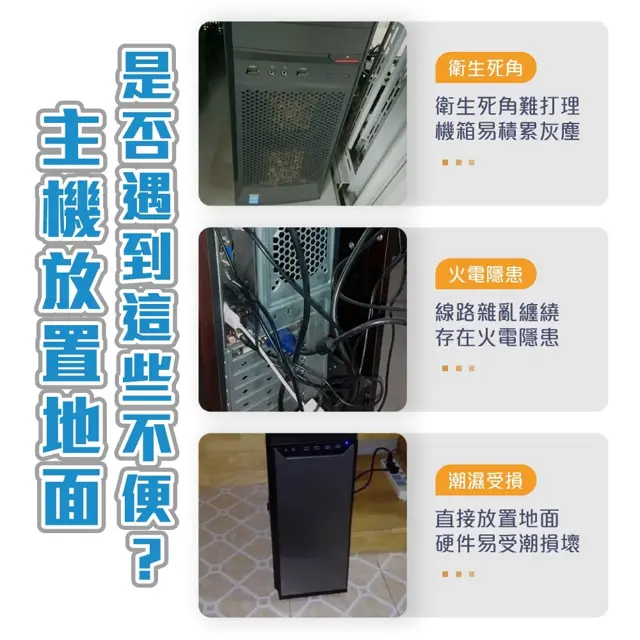 主機放置地面
是否遇到這些不便?
衛生死角
衛生死角難打理
機箱易積累灰塵
火電隱患
線路雜亂纏繞
存在火電隱患
潮濕受損
直接放置地面
硬件易受潮損壞